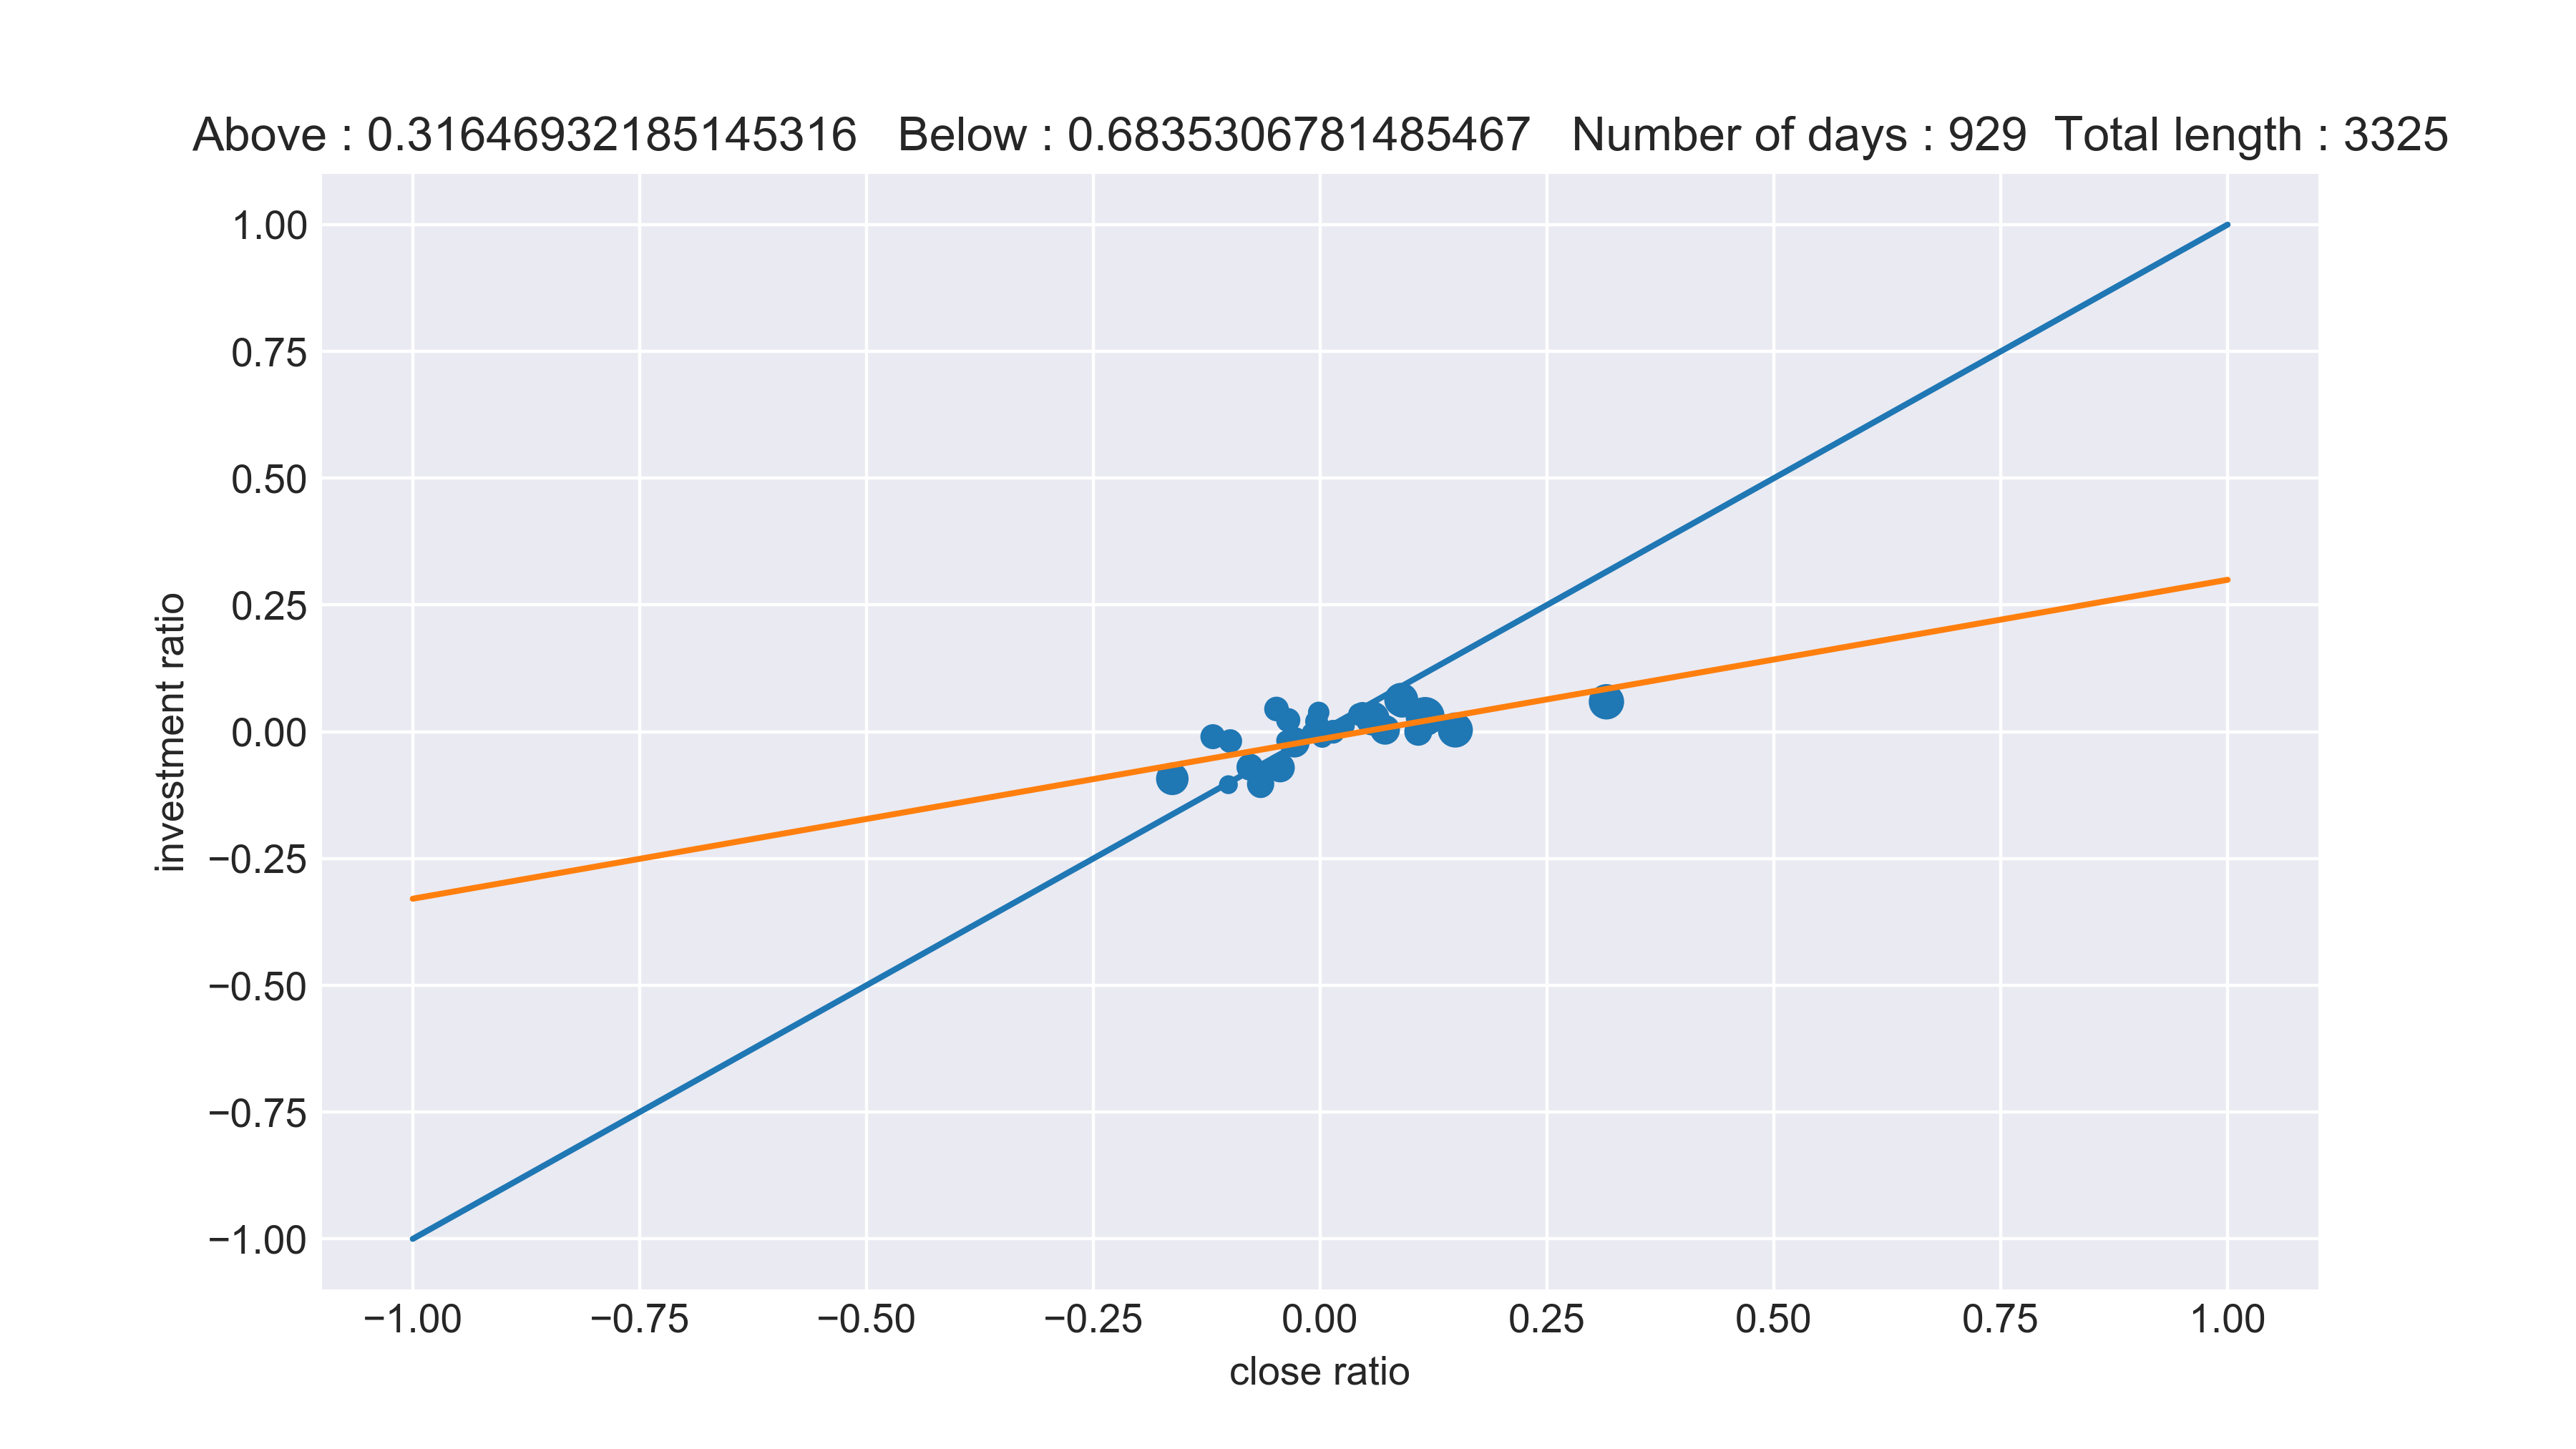 Above : 0.31646932185145316   Below : 0.6835306781485467   Number of days : 929  Total length : 3325
1.00
0.75
0.50
0.25
0.00
−0.25
−0.50
−0.75
−1.00
investment ratio
−1.00 −0.75 −0.50 −0.25 0.00 0.25 0.50 0.75 1.00
close ratio